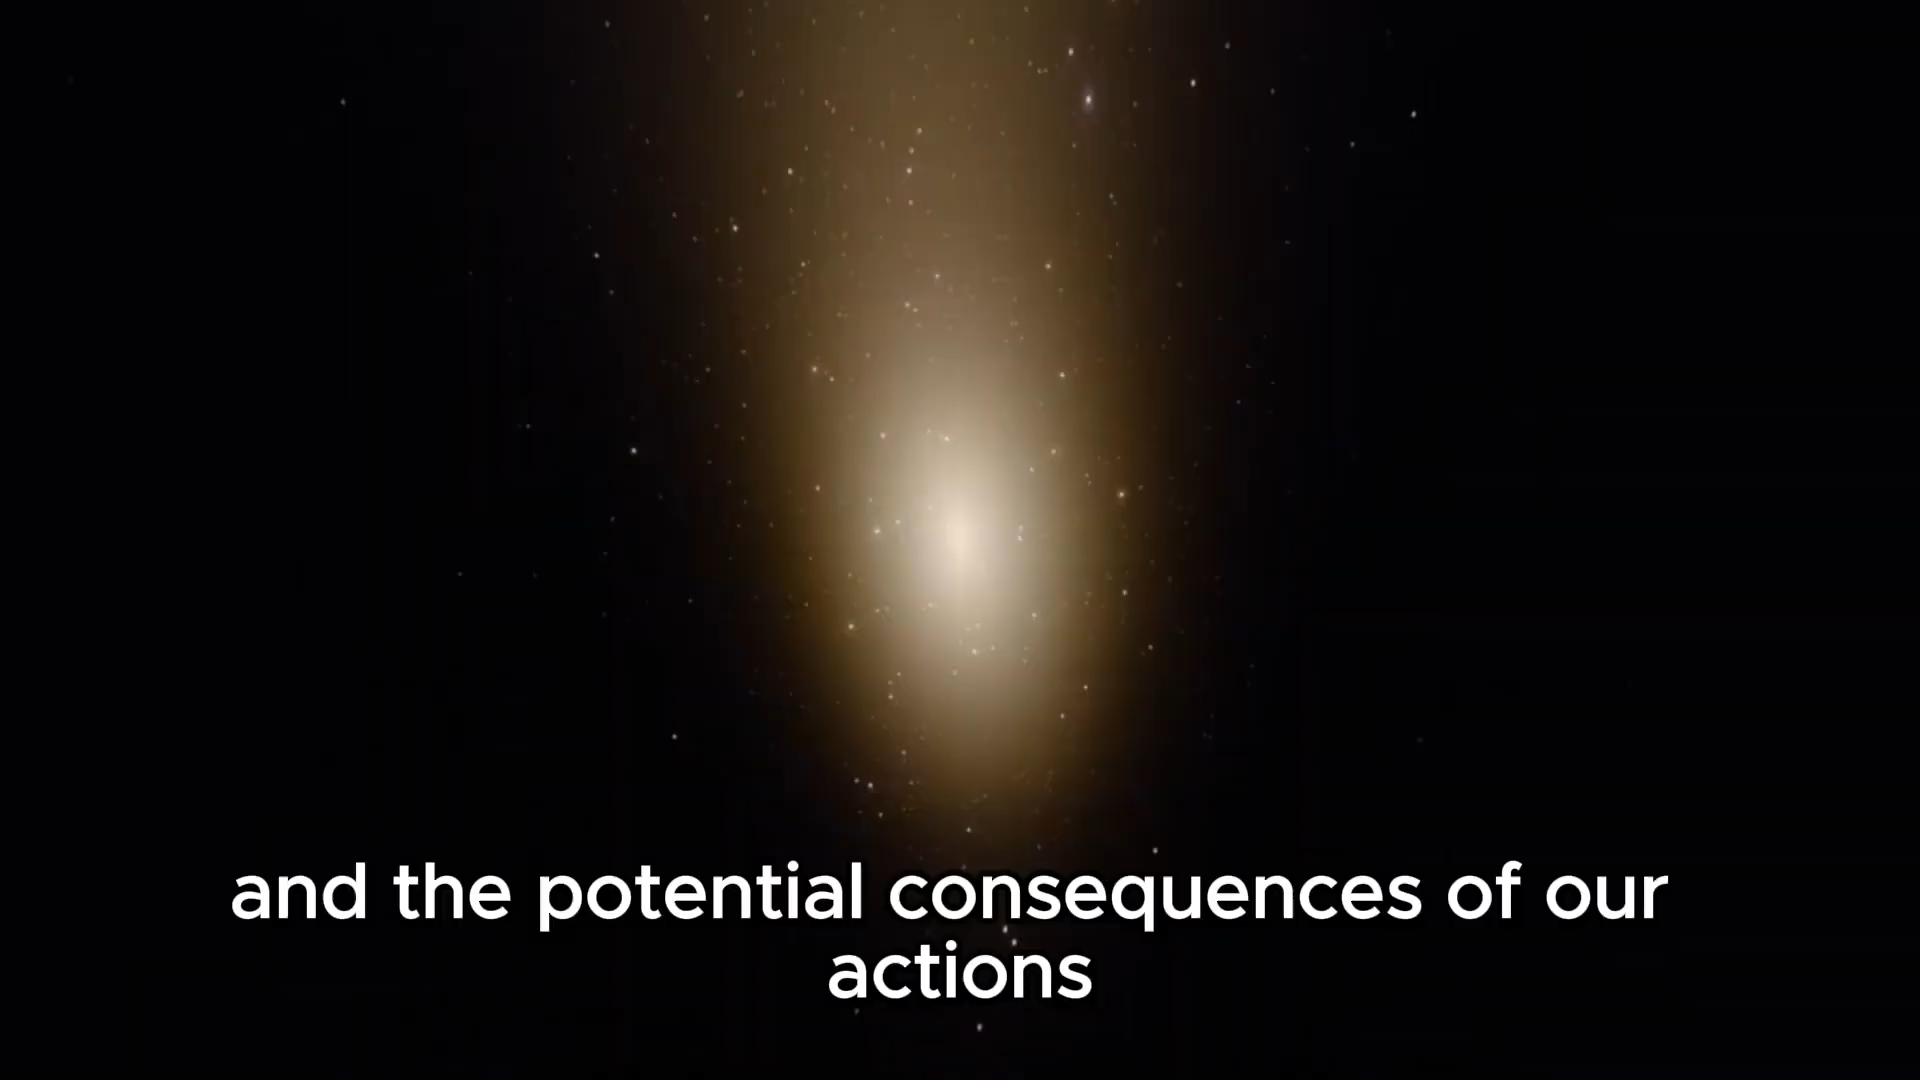 and the potential consequences of our
actions